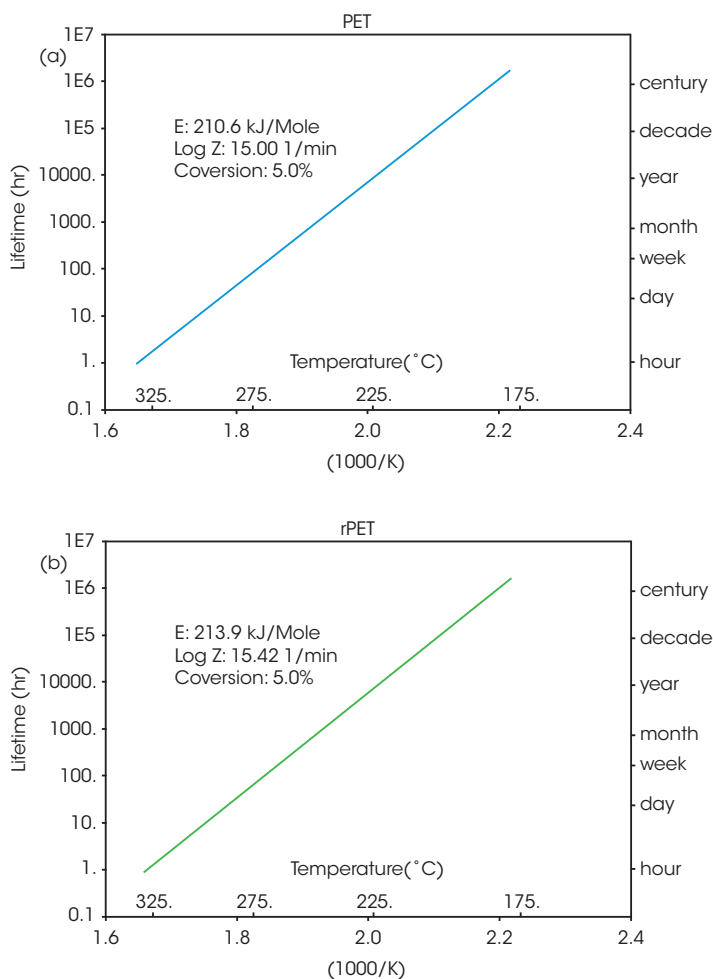 PET
(a)
1E7
1E6
1E5
10000.
1000.
100.
10.
1.
0.1
Lifetime (hr)
E: 210.6 kJ/Mole
Log Z: 15.00 1/min
Coversion: 5.0%
century
decade
year
month
week
day
hour
Temperature(˚C)
325. 275. 225. 175.
1.6 1.8 2.0 2.2 2.4
(1000/K)
rPET
(b)
1E7
1E6
1E5
10000.
1000.
100.
10.
1.
0.1
Lifetime (hr)
E: 213.9 kJ/Mole
Log Z: 15.42 1/min
Coversion: 5.0%
century
decade
year
month
week
day
hour
Temperature(˚C)
325. 275. 225. 175.
1.6 1.8 2.0 2.2 2.4
(1000/K)